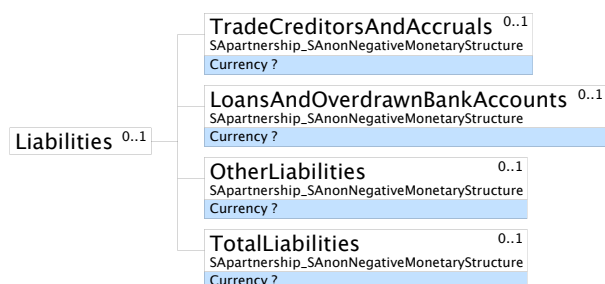 TradeCreditorsAndAccruals 0..1
SApartnership_SAnonNegativeMonetaryStructure
Currency ?
LoansAndOverdrawnBankAccounts 0..1
SApartnership_SAnonNegativeMonetaryStructure
Currency ?
Liabilities 0..1
OtherLiabilities 0..1
SApartnership_SAnonNegativeMonetaryStructure
Currency ?
TotalLiabilities 0..1
SApartnership_SAnonNegativeMonetaryStructure
Currency ?